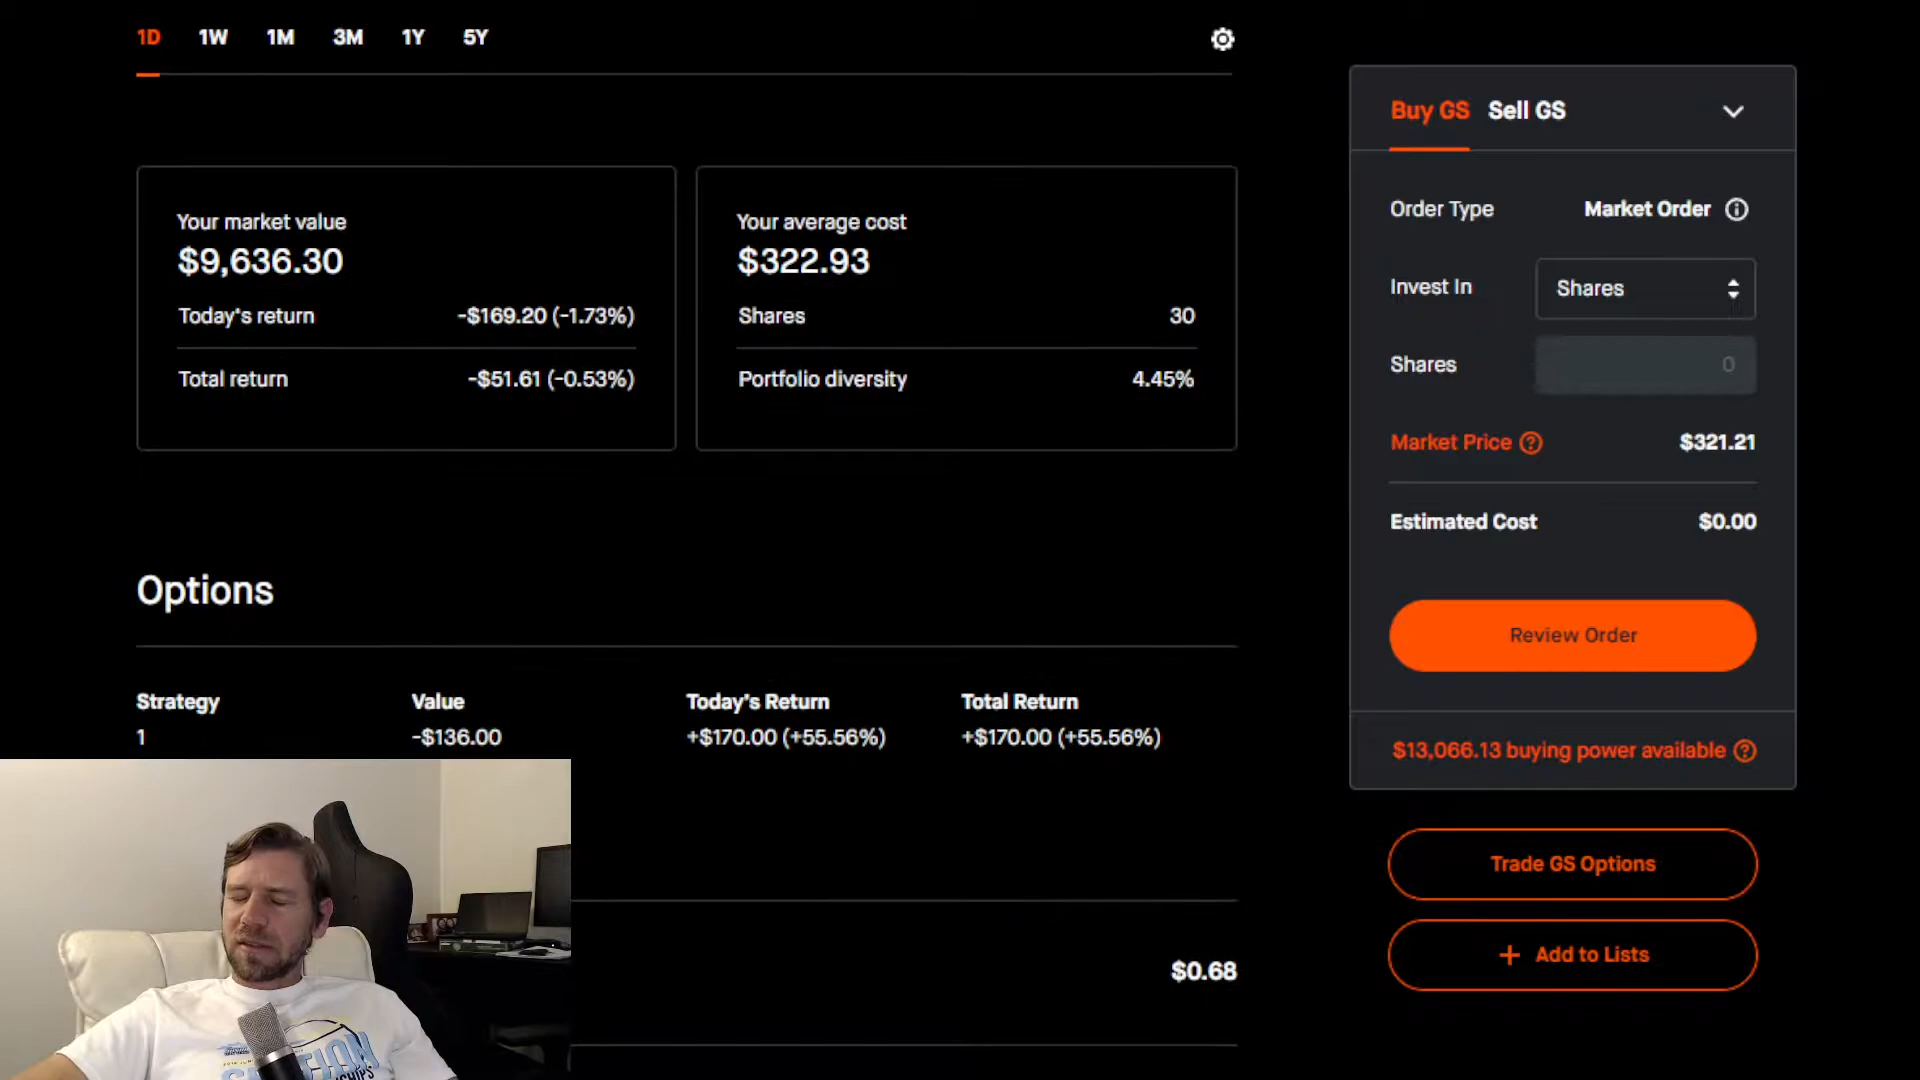 1D 1W 1M 3M 1Y 5Y
Your market value
$9,636.30
Today's return -$169.20 (-1.73%)
Total return -$51.61 (-0.53%)
Your average cost
$322.93
Shares 30
Portfolio diversity 4.45%
Options
Strategy Value Today's Return Total Return
1 -$136.00 +$170.00 (+55.56%) +$170.00 (+55.56%)
$0.68
Buy GS Sell GS
Order Type Market Order
Invest In Shares
Shares 0
Market Price $321.21
Estimated Cost $0.00
Review Order
$13,066.13 buying power available
Trade GS Options
+ Add to Lists